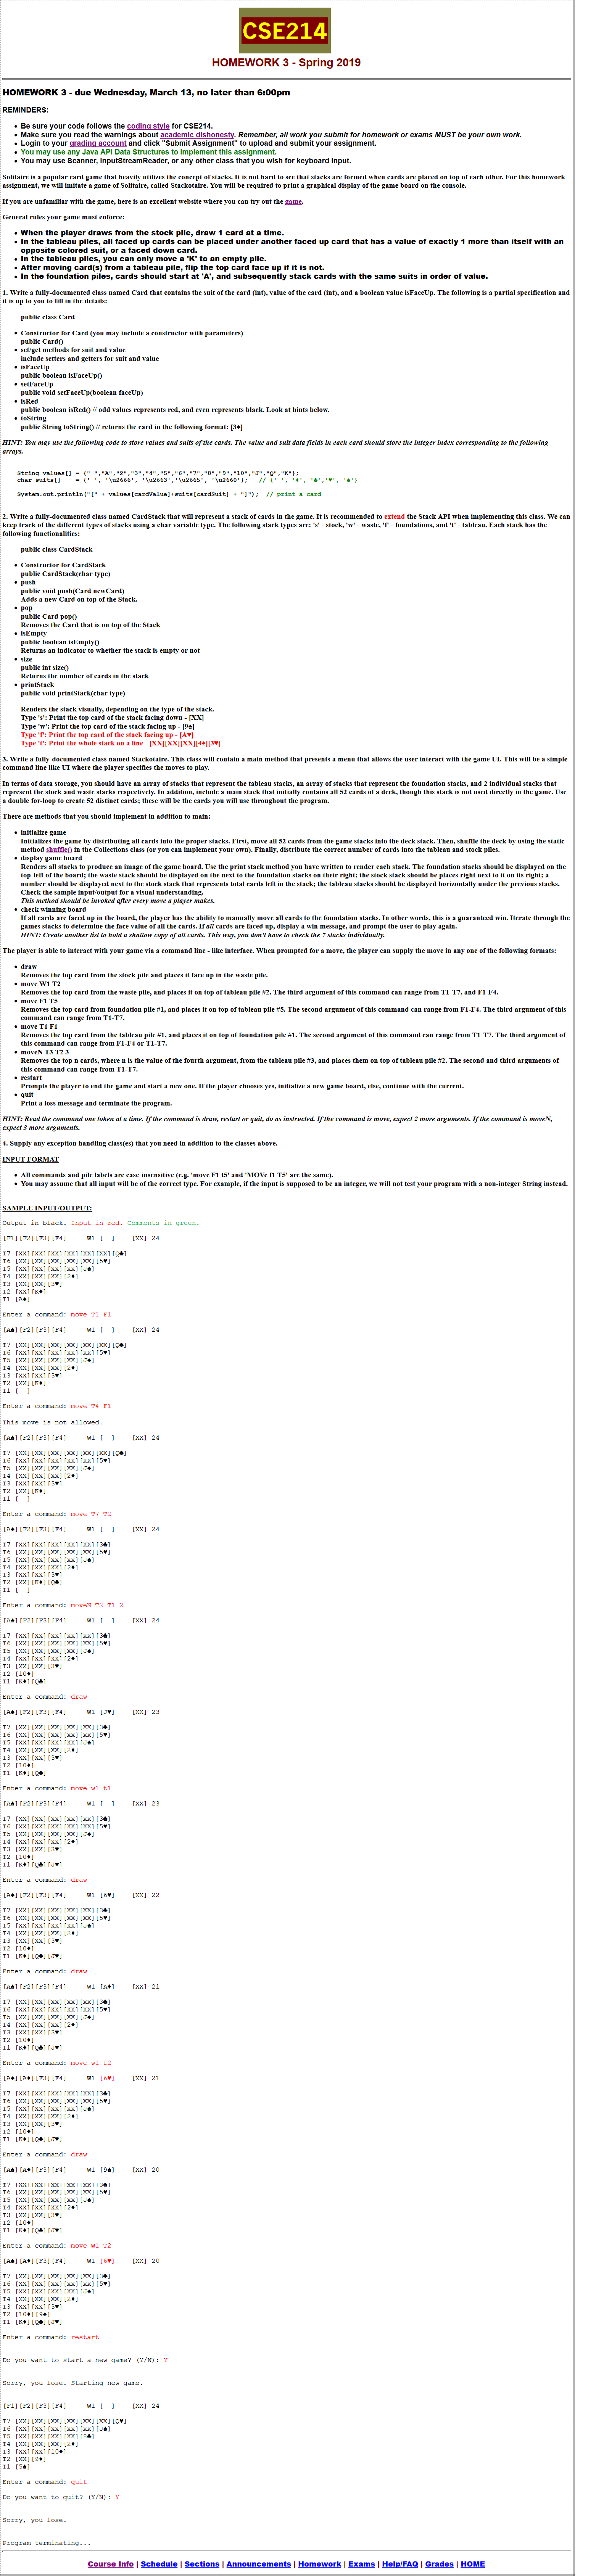 CSE214
HOMEWORK 3 - Spring 2019
HOMEWORK 3 - due Wednesday, March 13, no later than 6:00pm
REMINDERS:
Be sure your code follows the coding style for CSE214.
Make sure you read the warnings about academic dishonesty. Remember, all work you submit for homework or exams MUST be your own work.
Login to your grading account and click "Submit Assignment" to upload and submit your assignment.
You may use any Java API Data Structures to implement this assignment.
You may use Scanner, InputStreamReader, or any other class that you wish for keyboard input.
Solitaire is a popular card game that heavily utilizes the concept of stacks. It is not hard to see that stacks are formed when cards are placed on top of each other. For this homework
assignment, we will imitate a game of Solitaire, called Stackotaire. You will be required to print a graphical display of the game board on the console.
If you are unfamiliar with the game, here is an excellent website where you can try out the game.
General rules your game must enforce:
When the player draws from the stock pile, draw 1 card at a time.
In the tableau piles, all faced up cards can be placed under another faced up card that has a value of exactly 1 more than itself with an
opposite colored suit, or a faced down card.
In the tableau piles, you can only move a 'K' to an empty pile.
After moving card(s) from a tableau pile, flip the top card face up if it is not.
In the foundation piles, cards should start at 'A', and subsequently stack cards with the same suits in order of value.
1. Write a fully-documented class named Card that contains the suit of the card (int), value of the card (int), and a boolean value isFaceUp. The following is a partial specification and
it is up to you to fill in the details:
public class Card
Constructor for Card (you may include a constructor with parameters)
public Card()
set/get methods for suit and value
include setters and getters for suit and value
isFaceUp
public boolean isFaceUp()
setFaceUp
public void setFaceUp(boolean faceUp)
isRed
public boolean isRed() // odd values represents red, and even represents black. Look at hints below.
toString
public String toString() // returns the card in the following format: [3♠]
HINT: You may use the following code to store values and suits of the cards. The value and suit data fields in each card should store the integer index corresponding to the following
arrays.
String values[] = {" ","A","2","3","4","5","6","7","8","9","10","J","Q","K"};
char suits[]    = {' ', '\u2666', '\u2663','\u2665', '\u2660'};   // {' ', '♦', '♣','♥', '♠'}
System.out.println("[" + values[cardValue]+suits[cardSuit] + "]");  // print a card
2. Write a fully-documented class named CardStack that will represent a stack of cards in the game. It is recommended to extend the Stack API when implementing this class. We can
keep track of the different types of stacks using a char variable type. The following stack types are: 's' - stock, 'w' - waste, 'f' - foundations, and 't' - tableau. Each stack has the
following functionalities:
public class CardStack
Constructor for CardStack
public CardStack(char type)
push
public void push(Card newCard)
Adds a new Card on top of the Stack.
pop
public Card pop()
Removes the Card that is on top of the Stack
isEmpty
public boolean isEmpty()
Returns an indicator to whether the stack is empty or not
size
public int size()
Returns the number of cards in the stack
printStack
public void printStack(char type)
Renders the stack visually, depending on the type of the stack.
Type 's': Print the top card of the stack facing down - [XX]
Type 'w': Print the top card of the stack facing up - [9♠]
Type 'f': Print the top card of the stack facing up - [A♥]
Type 't': Print the whole stack on a line - [XX][XX][XX][4♠][3♥]
3. Write a fully-documented class named Stackotaire. This class will contain a main method that presents a menu that allows the user interact with the game UI. This will be a simple
command line like UI where the player specifies the moves to play.
In terms of data storage, you should have an array of stacks that represent the tableau stacks, an array of stacks that represent the foundation stacks, and 2 individual stacks that
represent the stock and waste stacks respectively. In addition, include a main stack that initially contains all 52 cards of a deck, though this stack is not used directly in the game. Use
a double for-loop to create 52 distinct cards; these will be the cards you will use throughout the program.
There are methods that you should implement in addition to main:
initialize game
Initializes the game by distributing all cards into the proper stacks. First, move all 52 cards from the game stacks into the deck stack. Then, shuffle the deck by using the static
method shuffle() in the Collections class (or you can implement your own). Finally, distribute the correct number of cards into the tableau and stock piles.
display game board
Renders all stacks to produce an image of the game board. Use the print stack method you have written to render each stack. The foundation stacks should be displayed on the
top-left of the board; the waste stack should be displayed on the next to the foundation stacks on their right; the stock stack should be places right next to it on its right; a
number should be displayed next to the stock stack that represents total cards left in the stack; the tableau stacks should be displayed horizontally under the previous stacks.
Check the sample input/output for a visual understanding.
This method should be invoked after every move a player makes.
check winning board
If all cards are faced up in the board, the player has the ability to manually move all cards to the foundation stacks. In other words, this is a guaranteed win. Iterate through the
games stacks to determine the face value of all the cards. If all cards are faced up, display a win message, and prompt the user to play again.
HINT: Create another list to hold a shallow copy of all cards. This way, you don't have to check the 7 stacks individually.
The player is able to interact with your game via a command line - like interface. When prompted for a move, the player can supply the move in any one of the following formats:
draw
Removes the top card from the stock pile and places it face up in the waste pile.
move W1 T2
Removes the top card from the waste pile, and places it on top of tableau pile #2. The third argument of this command can range from T1-T7, and F1-F4.
move F1 T5
Removes the top card from foundation pile #1, and places it on top of tableau pile #5. The second argument of this command can range from F1-F4. The third argument of this
command can range from T1-T7.
move T1 F1
Removes the top card from the tableau pile #1, and places it on top of foundation pile #1. The second argument of this command can range from T1-T7. The third argument of
this command can range from F1-F4 or T1-T7.
moveN T3 T2 3
Removes the top n cards, where n is the value of the fourth argument, from the tableau pile #3, and places them on top of tableau pile #2. The second and third arguments of
this command can range from T1-T7.
restart
Prompts the player to end the game and start a new one. If the player chooses yes, initialize a new game board, else, continue with the current.
quit
Print a loss message and terminate the program.
HINT: Read the command one token at a time. If the command is draw, restart or quit, do as instructed. If the command is move, expect 2 more arguments. If the command is moveN,
expect 3 more arguments.
4. Supply any exception handling class(es) that you need in addition to the classes above.
INPUT FORMAT
All commands and pile labels are case-insensitive (e.g. 'move F1 t5' and 'MOVe f1 T5' are the same).
You may assume that all input will be of the correct type. For example, if the input is supposed to be an integer, we will not test your program with a non-integer String instead.
SAMPLE INPUT/OUTPUT:
Output in black. Input in red. Comments in green.
[F1][F2][F3][F4]     W1 [  ]    [XX] 24
T7 [XX][XX][XX][XX][XX][XX][Q♣]
T6 [XX][XX][XX][XX][XX][5♥]
T5 [XX][XX][XX][XX][J♠]
T4 [XX][XX][XX][2♦]
T3 [XX][XX][3♥]
T2 [XX][K♦]
T1 [A♠]
Enter a command: move T1 F1
[A♠][F2][F3][F4]     W1 [  ]    [XX] 24
T7 [XX][XX][XX][XX][XX][XX][Q♣]
T6 [XX][XX][XX][XX][XX][5♥]
T5 [XX][XX][XX][XX][J♠]
T4 [XX][XX][XX][2♦]
T3 [XX][XX][3♥]
T2 [XX][K♦]
T1 [  ]
Enter a command: move T4 F1
This move is not allowed.
[A♠][F2][F3][F4]     W1 [  ]    [XX] 24
T7 [XX][XX][XX][XX][XX][XX][Q♣]
T6 [XX][XX][XX][XX][XX][5♥]
T5 [XX][XX][XX][XX][J♠]
T4 [XX][XX][XX][2♦]
T3 [XX][XX][3♥]
T2 [XX][K♦]
T1 [  ]
Enter a command: move T7 T2
[A♠][F2][F3][F4]     W1 [  ]    [XX] 24
T7 [XX][XX][XX][XX][XX][3♣]
T6 [XX][XX][XX][XX][XX][5♥]
T5 [XX][XX][XX][XX][J♠]
T4 [XX][XX][XX][2♦]
T3 [XX][XX][3♥]
T2 [XX][K♦][Q♣]
T1 [  ]
Enter a command: moveN T2 T1 2
[A♠][F2][F3][F4]     W1 [  ]    [XX] 24
T7 [XX][XX][XX][XX][XX][3♣]
T6 [XX][XX][XX][XX][XX][5♥]
T5 [XX][XX][XX][XX][J♠]
T4 [XX][XX][XX][2♦]
T3 [XX][XX][3♥]
T2 [10♦]
T1 [K♦][Q♣]
Enter a command: draw
[A♠][F2][F3][F4]     W1 [J♥]    [XX] 23
T7 [XX][XX][XX][XX][XX][3♣]
T6 [XX][XX][XX][XX][XX][5♥]
T5 [XX][XX][XX][XX][J♠]
T4 [XX][XX][XX][2♦]
T3 [XX][XX][3♥]
T2 [10♦]
T1 [K♦][Q♣]
Enter a command: move w1 t1
[A♠][F2][F3][F4]     W1 [  ]    [XX] 23
T7 [XX][XX][XX][XX][XX][3♣]
T6 [XX][XX][XX][XX][XX][5♥]
T5 [XX][XX][XX][XX][J♠]
T4 [XX][XX][XX][2♦]
T3 [XX][XX][3♥]
T2 [10♦]
T1 [K♦][Q♣][J♥]
Enter a command: draw
[A♠][F2][F3][F4]     W1 [6♥]    [XX] 22
T7 [XX][XX][XX][XX][XX][3♣]
T6 [XX][XX][XX][XX][XX][5♥]
T5 [XX][XX][XX][XX][J♠]
T4 [XX][XX][XX][2♦]
T3 [XX][XX][3♥]
T2 [10♦]
T1 [K♦][Q♣][J♥]
Enter a command: draw
[A♠][F2][F3][F4]     W1 [A♦]    [XX] 21
T7 [XX][XX][XX][XX][XX][3♣]
T6 [XX][XX][XX][XX][XX][5♥]
T5 [XX][XX][XX][XX][J♠]
T4 [XX][XX][XX][2♦]
T3 [XX][XX][3♥]
T2 [10♦]
T1 [K♦][Q♣][J♥]
Enter a command: move w1 f2
[A♠][A♦][F3][F4]     W1 [6♥]    [XX] 21
T7 [XX][XX][XX][XX][XX][3♣]
T6 [XX][XX][XX][XX][XX][5♥]
T5 [XX][XX][XX][XX][J♠]
T4 [XX][XX][XX][2♦]
T3 [XX][XX][3♥]
T2 [10♦]
T1 [K♦][Q♣][J♥]
Enter a command: draw
[A♠][A♦][F3][F4]     W1 [9♠]    [XX] 20
T7 [XX][XX][XX][XX][XX][3♣]
T6 [XX][XX][XX][XX][XX][5♥]
T5 [XX][XX][XX][XX][J♠]
T4 [XX][XX][XX][2♦]
T3 [XX][XX][3♥]
T2 [10♦]
T1 [K♦][Q♣][J♥]
Enter a command: move W1 T2
[A♠][A♦][F3][F4]     W1 [6♥]    [XX] 20
T7 [XX][XX][XX][XX][XX][3♣]
T6 [XX][XX][XX][XX][XX][5♥]
T5 [XX][XX][XX][XX][J♠]
T4 [XX][XX][XX][2♦]
T3 [XX][XX][3♥]
T2 [10♦][9♠]
T1 [K♦][Q♣][J♥]
Enter a command: restart
Do you want to start a new game? (Y/N): Y
Sorry, you lose. Starting new game.
[F1][F2][F3][F4]     W1 [  ]    [XX] 24
T7 [XX][XX][XX][XX][XX][XX][Q♥]
T6 [XX][XX][XX][XX][XX][J♠]
T5 [XX][XX][XX][XX][8♣]
T4 [XX][XX][XX][2♦]
T3 [XX][XX][10♦]
T2 [XX][9♦]
T1 [5♠]
Enter a command: quit
Do you want to quit? (Y/N): Y
Sorry, you lose.
Program terminating...
Course Info | Schedule | Sections | Announcements | Homework | Exams | Help/FAQ | Grades | HOME